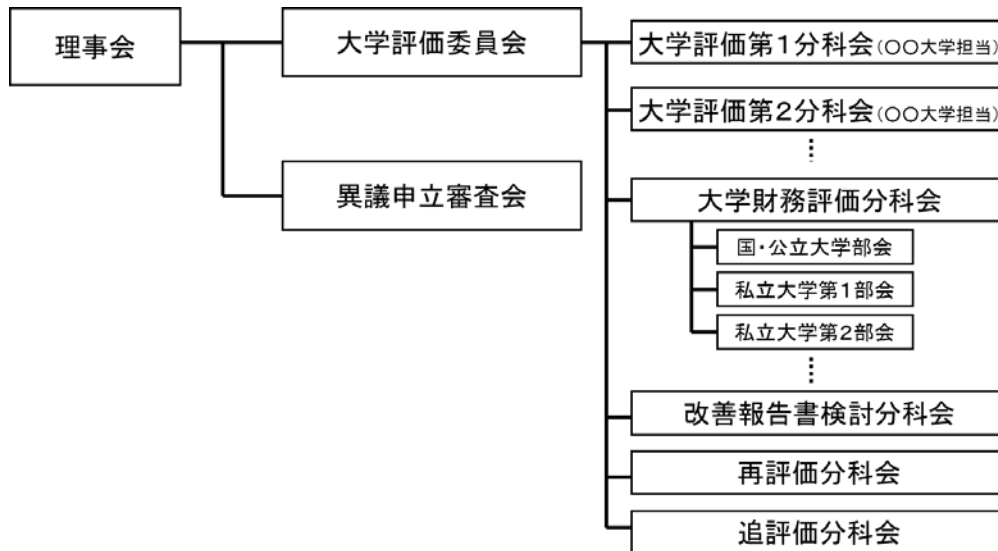 理事会
大学評価委員会
異議申立審査会
大学評価第1分科会(○○大学担当)
大学評価第2分科会(○○大学担当)
大学財務評価分科会
国・公立大学部会
私立大学第1部会
私立大学第2部会
改善報告書検討分科会
再評価分科会
追評価分科会